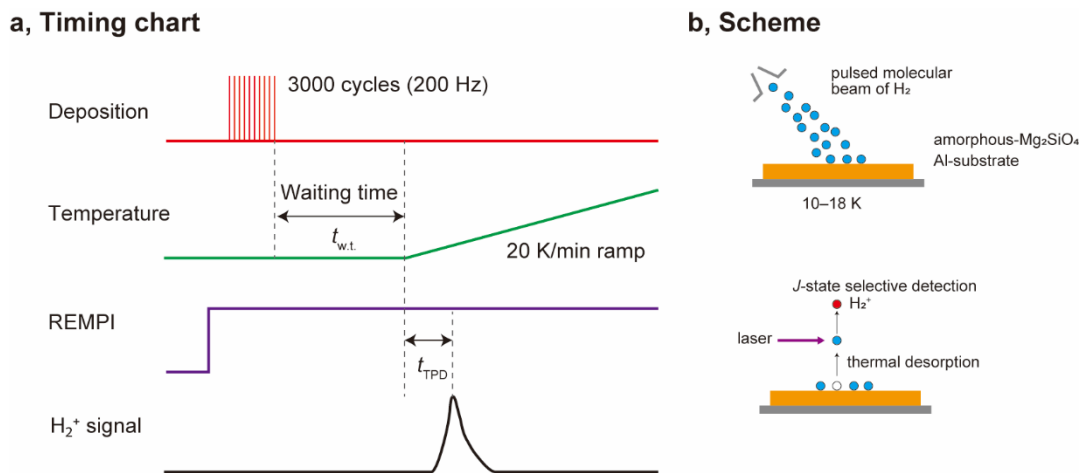 a, Timing chart
Deposition
3000 cycles (200 Hz)
Waiting time
Temperature
t_w.t.
20 K/min ramp
REMPI
t_TPD
H₂⁺ signal
b, Scheme
pulsed molecular
beam of H₂
amorphous-Mg₂SiO₄
Al-substrate
10–18 K
J-state selective detection
H₂⁺
laser
thermal desorption